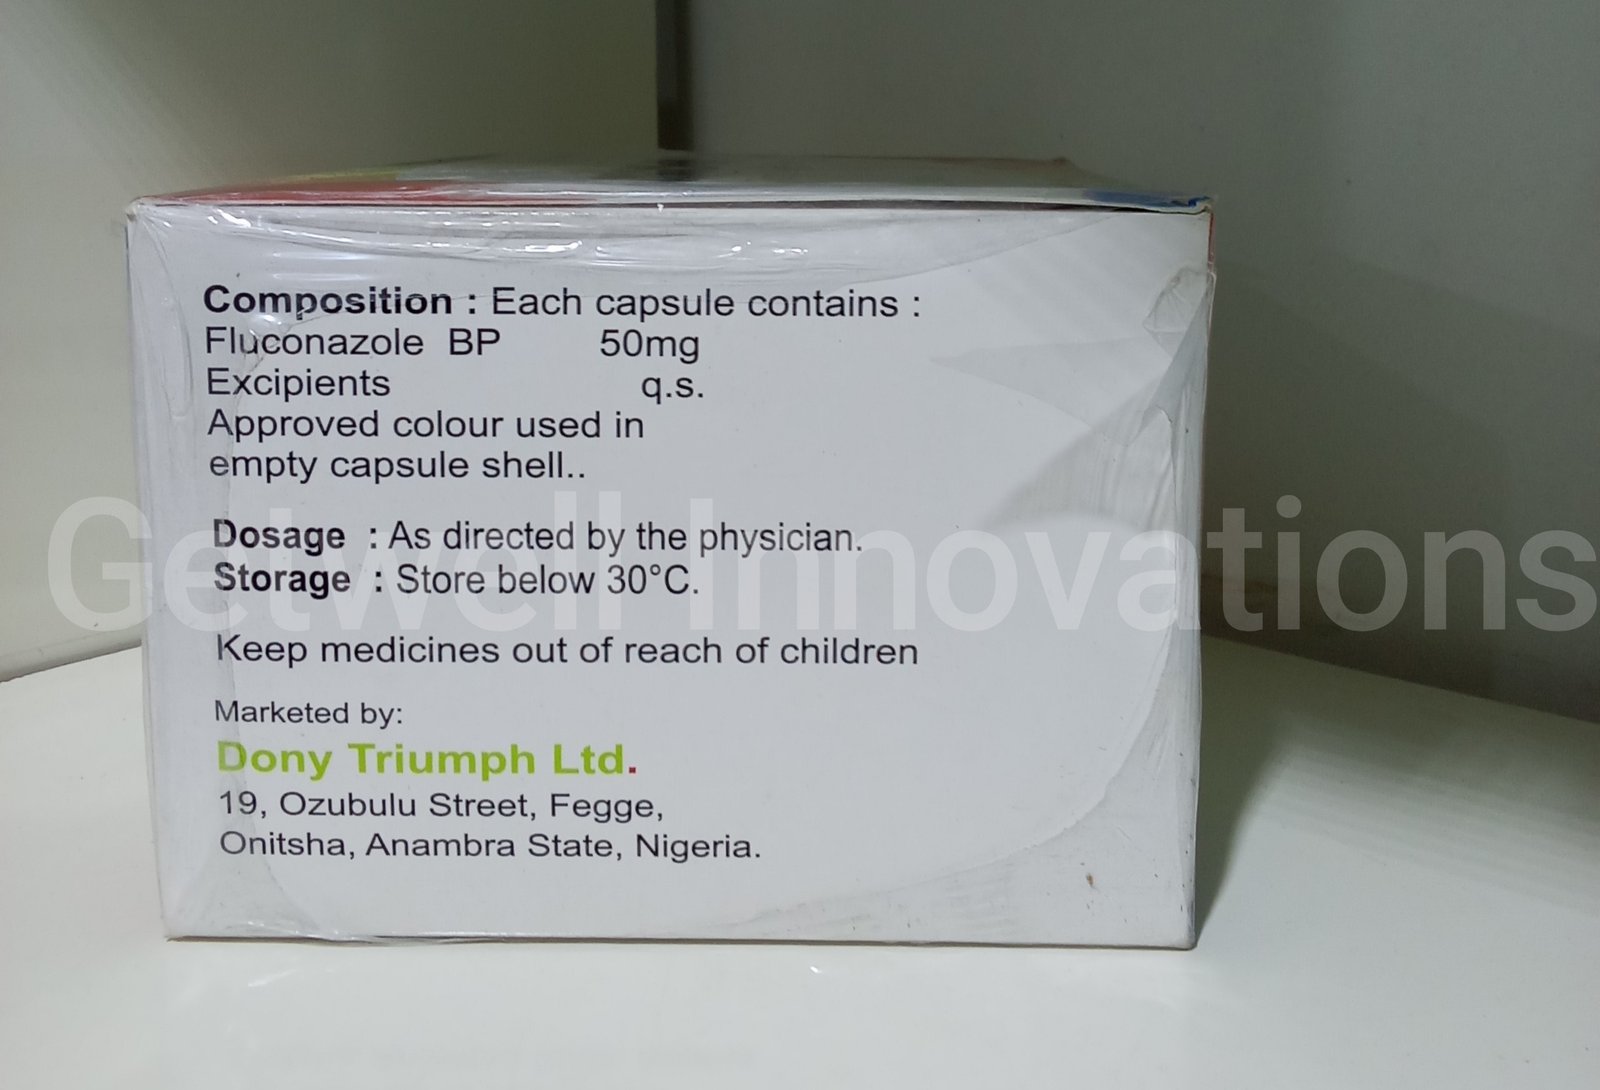 Composition : Each capsule contains :
Fluconazole BP 50mg
Excipients q.s.
Approved colour used in
empty capsule shell..
Dosage : As directed by the physician.
Storage : Store below 30°C.
Getwell Innovations
Keep medicines out of reach of children
Marketed by:
Dony Triumph Ltd.
19, Ozubulu Street, Fegge,
Onitsha, Anambra State, Nigeria.